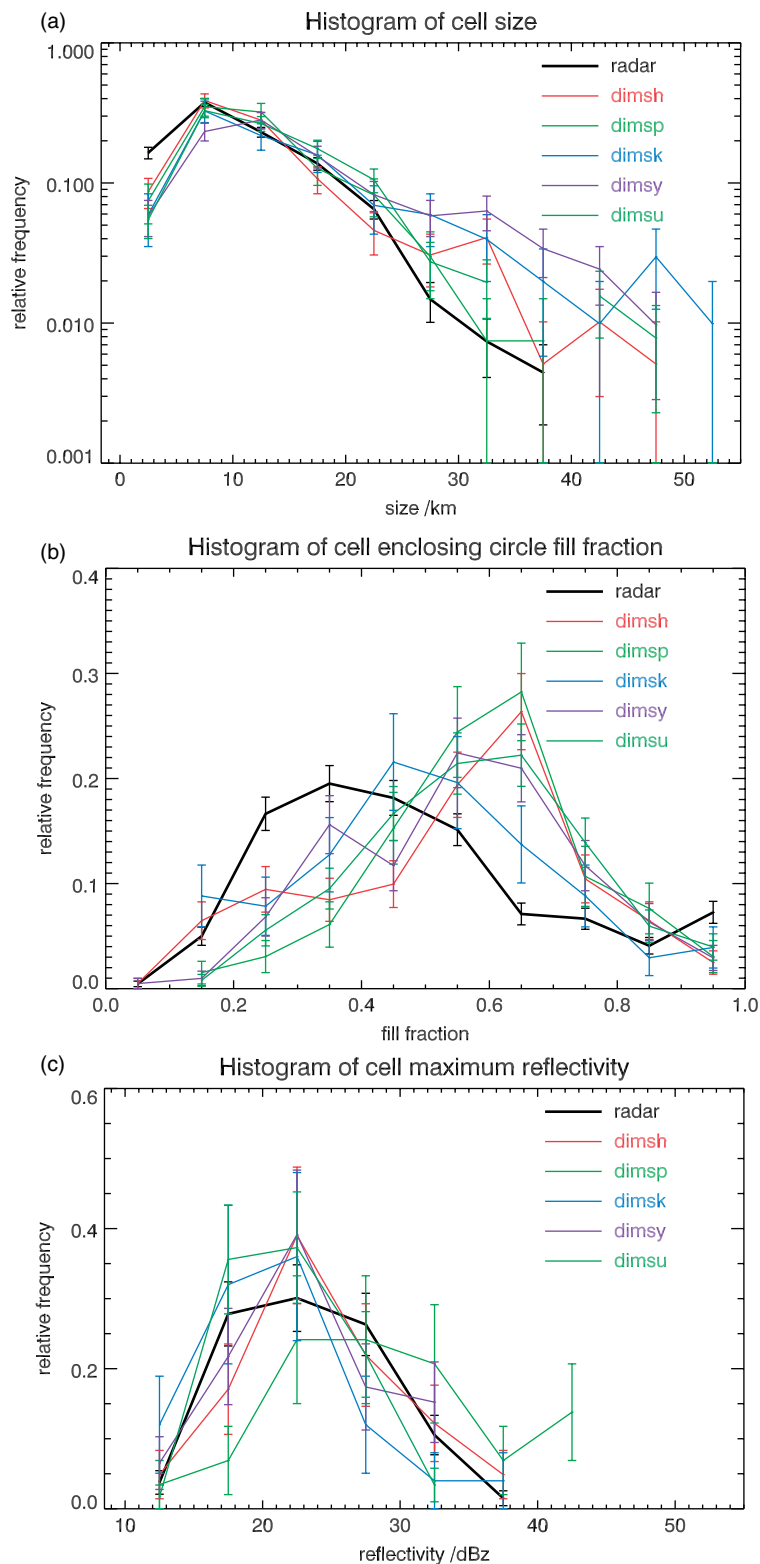 (a)
Histogram of cell size
1.000
0.100
0.010
0.001
relative frequency
radar
dimsh
dimsp
dimsk
dimsy
dimsu
0 10 20 30 40 50
size /km
(b)
Histogram of cell enclosing circle fill fraction
0.4
0.3
0.2
0.1
0.0
relative frequency
radar
dimsh
dimsp
dimsk
dimsy
dimsu
0.0 0.2 0.4 0.6 0.8 1.0
fill fraction
(c)
Histogram of cell maximum reflectivity
0.6
0.4
0.2
0.0
relative frequency
radar
dimsh
dimsp
dimsk
dimsy
dimsu
10 20 30 40 50
reflectivity /dBz